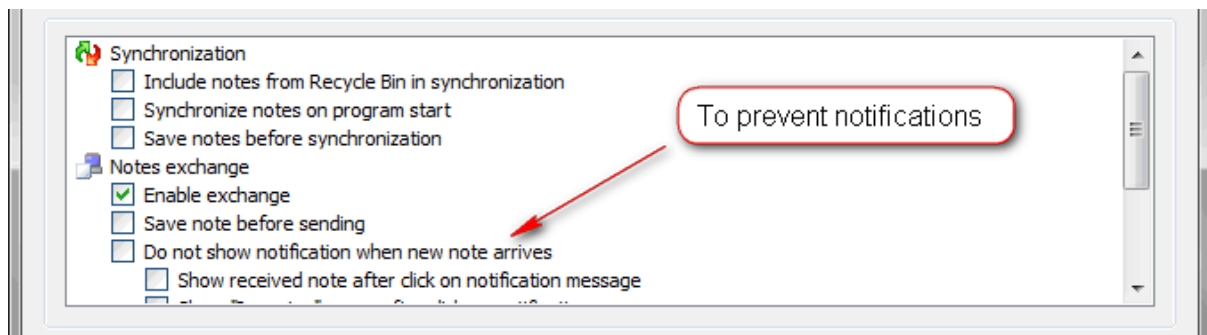 Synchronization
Include notes from Recycle Bin in synchronization
Synchronize notes on program start
To prevent notifications
Save notes before synchronization
Notes exchange
Enable exchange
Save note before sending
Do not show notification when new note arrives
Show received note after click on notification message